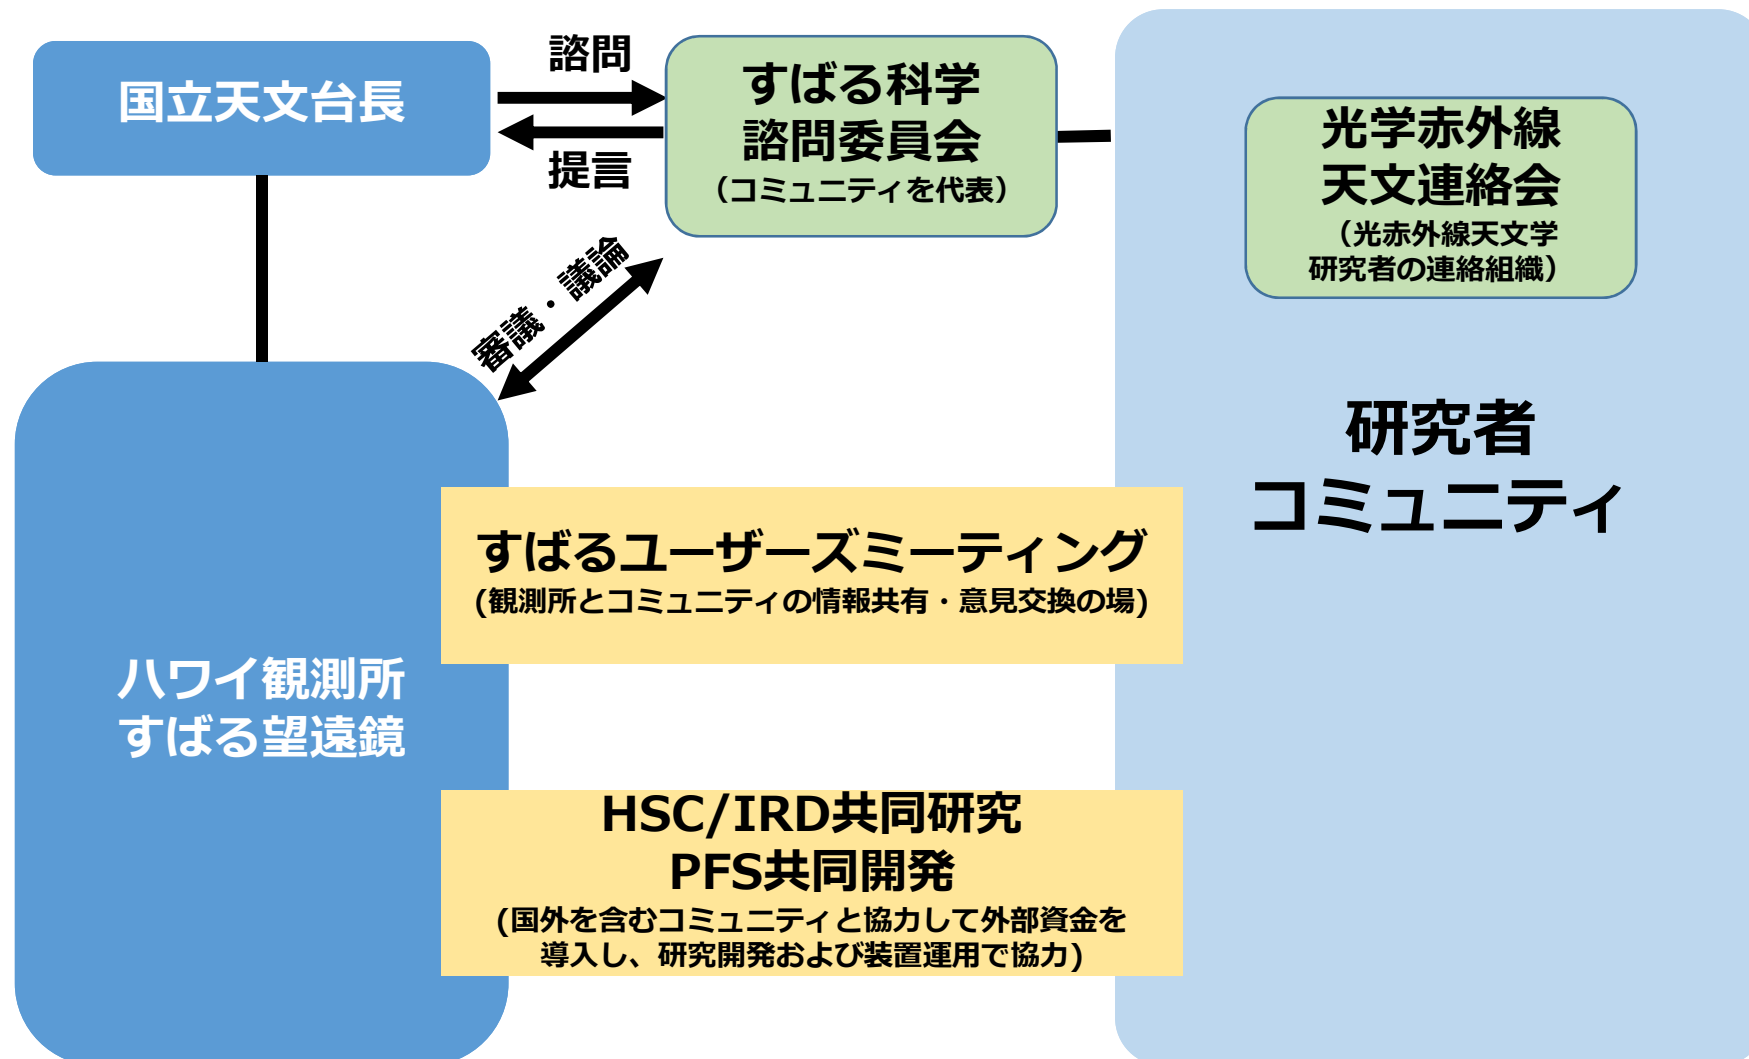 国立天文台長
諮問
提言
すばる科学
諮問委員会
（コミュニティを代表）
光学赤外線
天文連絡会
（光赤外線天文学
研究者の連絡組織）
審議・議論
研究者
コミュニティ
すばるユーザーズミーティング
(観測所とコミュニティの情報共有・意見交換の場)
ハワイ観測所
すばる望遠鏡
HSC/IRD共同研究
PFS共同開発
(国外を含むコミュニティと協力して外部資金を
導入し、研究開発および装置運用で協力)